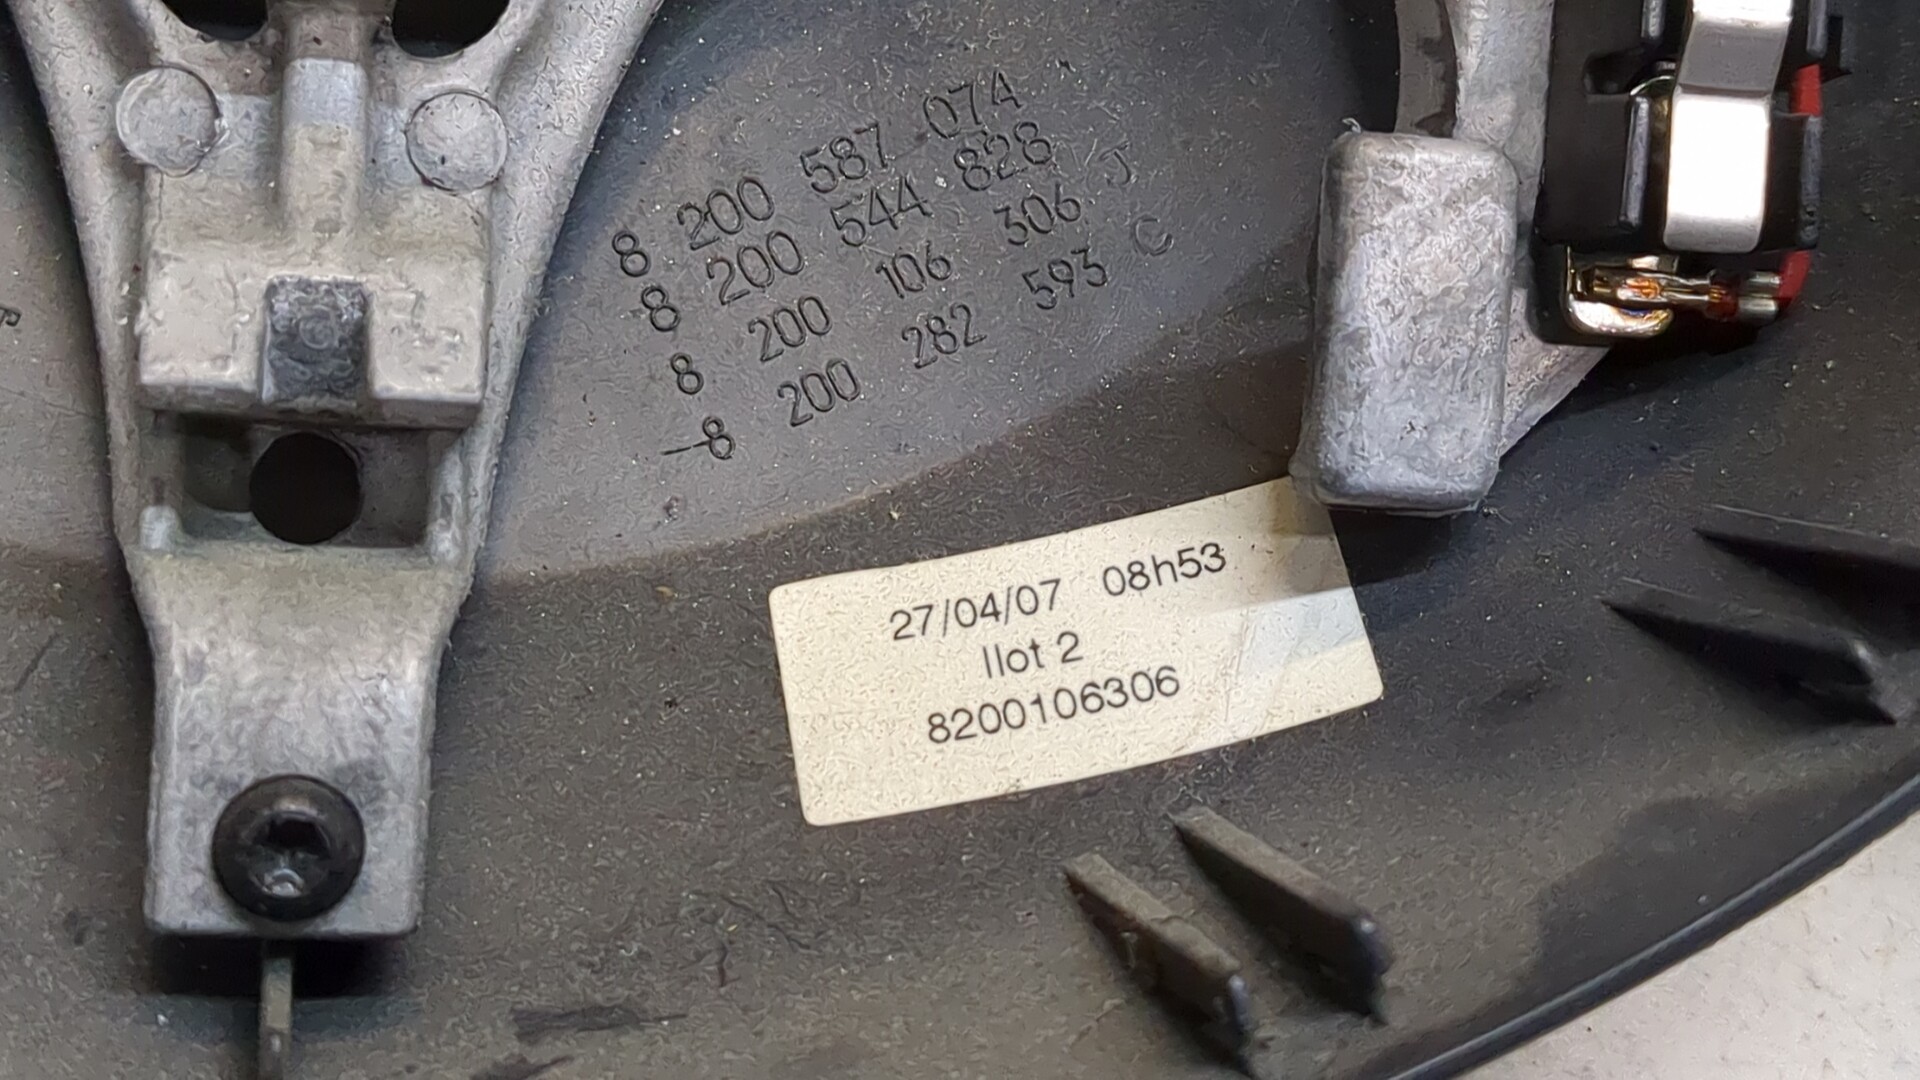 8 200 587 074
8 200 544 828
8 200 106 306 J
8 200 282 593 C
27/04/07 08h53
Ilot 2
8200106306